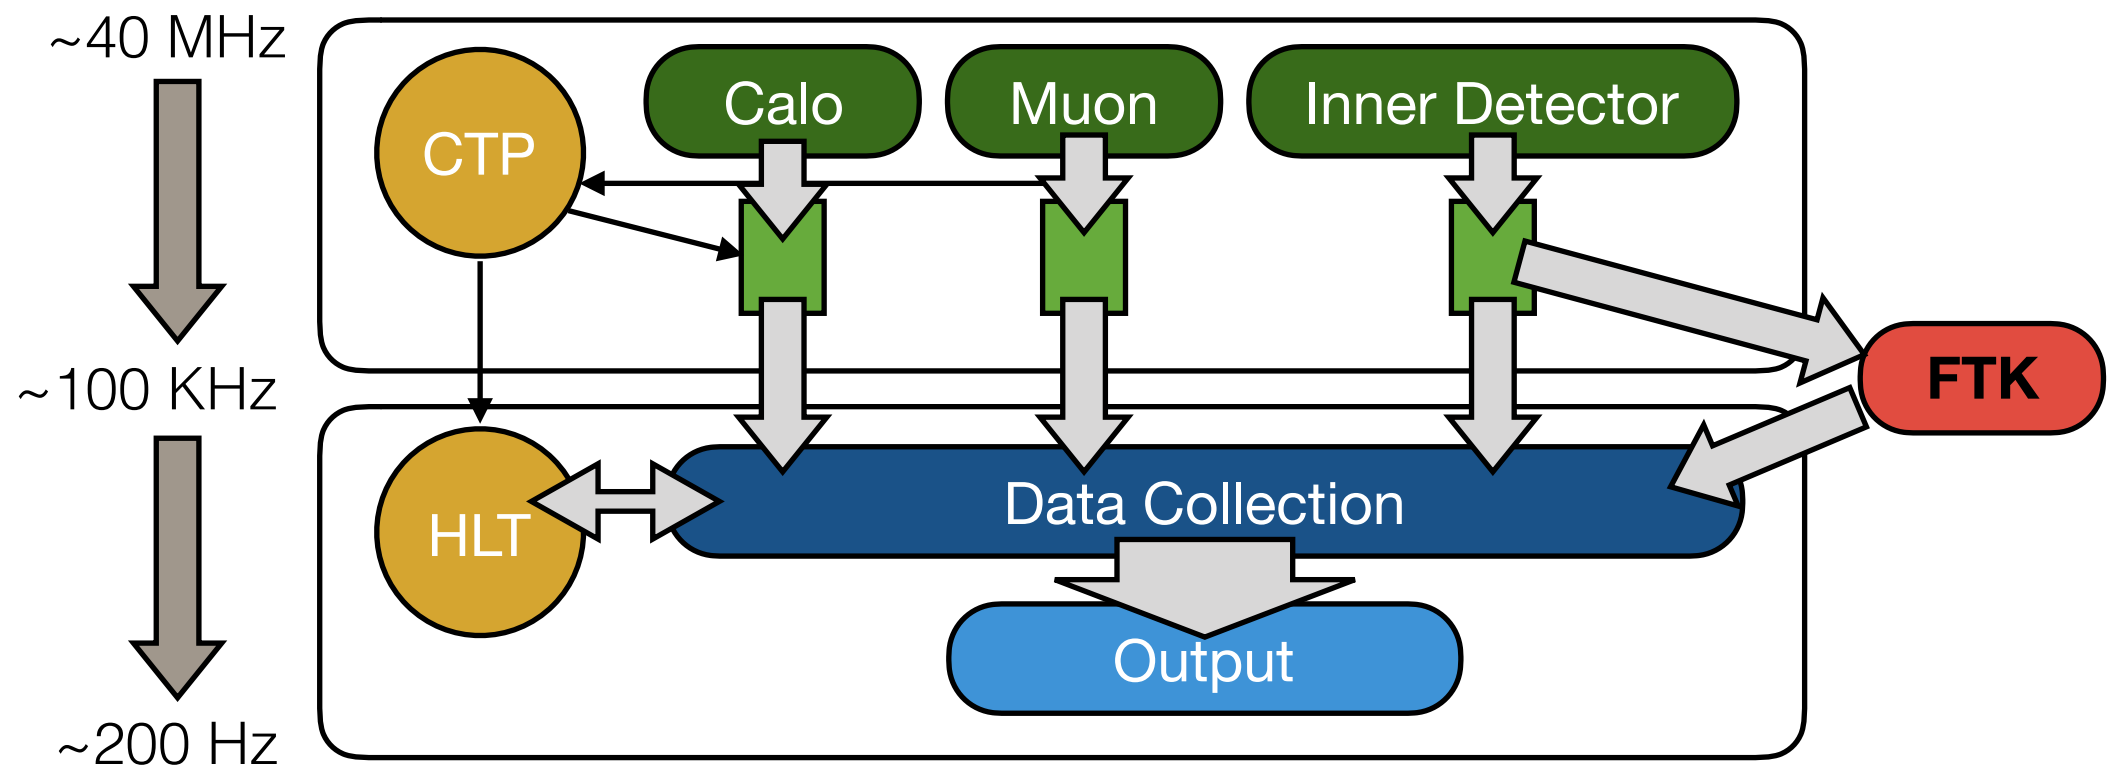 ~40 MHz
CTP
Calo
Muon
Inner Detector
~100 KHz
FTK
HLT
Data Collection
Output
~200 Hz